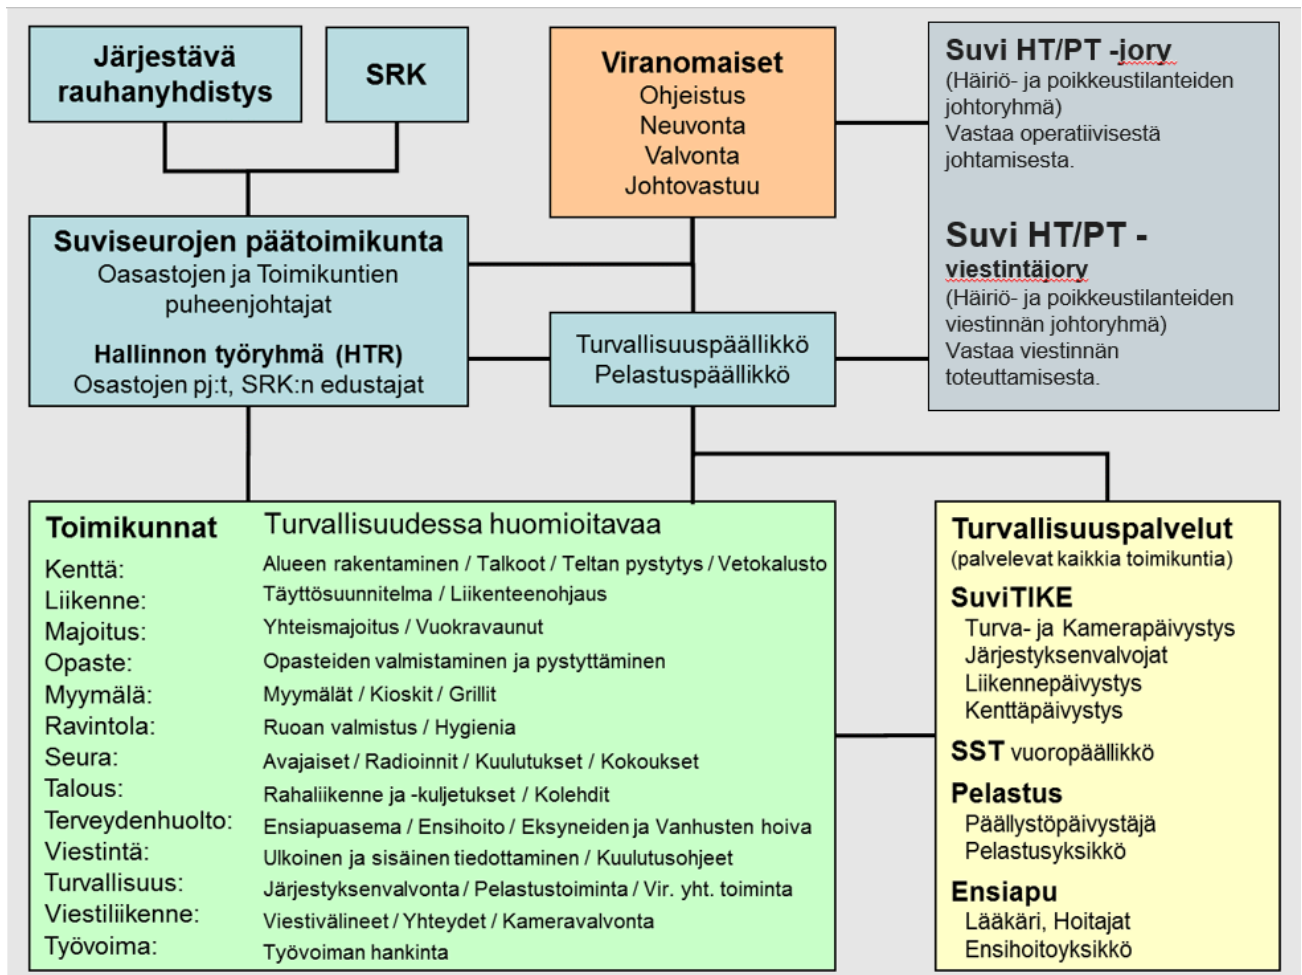 Järjestävä
rauhanyhdistys
SRK
Viranomaiset
Ohjeistus
Neuvonta
Valvonta
Johtovastuu
Suvi HT/PT -jory
(Häiriö- ja poikkeustilanteiden
johtoryhmä)
Vastaa operatiivisestä
johtamisesta.
Suvi HT/PT -
viestintäjory
(Häiriö- ja poikkeustilanteiden
viestinnän johtoryhmä)
Vastaa viestinnän
toteuttamisesta.
Suviseurojen päätoimikunta
Oasastojen ja Toimikuntien
puheenjohtajat
Hallinnon työryhmä (HTR)
Osastojen pj:t, SRK:n edustajat
Turvallisuuspäällikkö
Pelastuspäällikkö
Toimikunnat Turvallisuudessa huomioitavaa
Kenttä: Alueen rakentaminen / Talkoot / Teltan pystytys / Vetokalusto
Liikenne: Täyttösuunnitelma / Liikenteenohjaus
Majoitus: Yhteismajoitus / Vuokravaunut
Opaste: Opasteiden valmistaminen ja pystyttäminen
Myymälä: Myymälät / Kioskit / Grillit
Ravintola: Ruoan valmistus / Hygienia
Seura: Avajaiset / Radioinnit / Kuulutukset / Kokoukset
Talous: Rahaliikenne ja -kuljetukset / Kolehdit
Terveydenhuolto: Ensiapuasema / Ensihoito / Eksyneiden ja Vanhusten hoiva
Viestintä: Ulkoinen ja sisäinen tiedottaminen / Kuulutusohjeet
Turvallisuus: Järjestyksenvalvonta / Pelastustoiminta / Vir. yht. toiminta
Viestiliikenne: Viestivälineet / Yhteydet / Kameravalvonta
Työvoima: Työvoiman hankinta
Turvallisuuspalvelut
(palvelevat kaikkia toimikuntia)
SuviTIKE
Turva- ja Kamerapäivystys
Järjestyksenvalvojat
Liikennepäivystys
Kenttäpäivystys
SST vuoropäällikkö
Pelastus
Päällystöpäivystäjä
Pelastusyksikkö
Ensiapu
Lääkäri, Hoitajat
Ensihoitoyksikkö